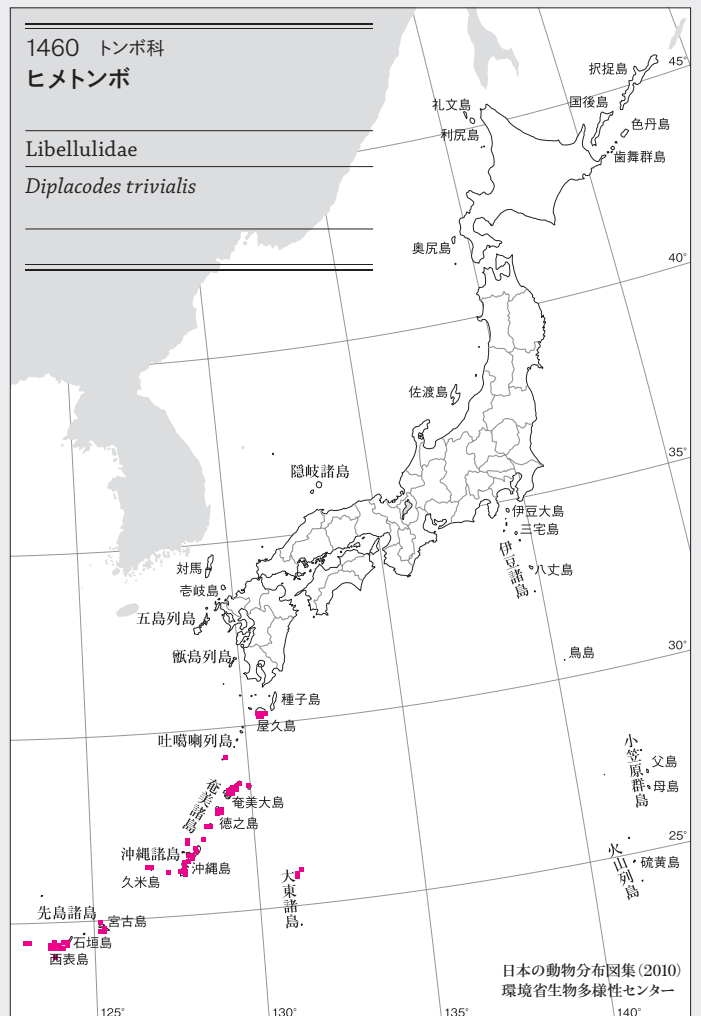 1460 トンボ科
ヒメトンボ
Libellulidae
Diplacodes trivialis
45°
択捉島
礼文島
国後島
利尻島
色丹島
歯舞群島
奥尻島
40°
佐渡島
35°
隠岐諸島
伊豆大島
三宅島
伊豆諸島
八丈島
対馬
壱岐島
五島列島
甑島列島
鳥島
30°
種子島
屋久島
吐噶喇列島
小笠原群島
父島
母島
奄美諸島
奄美大島
徳之島
25°
沖縄諸島
沖縄島
久米島
火山列島
硫黄島
大東諸島
先島諸島
宮古島
石垣島
西表島
日本の動物分布図集(2010)
環境省生物多様性センター
125°
130°
135°
140°